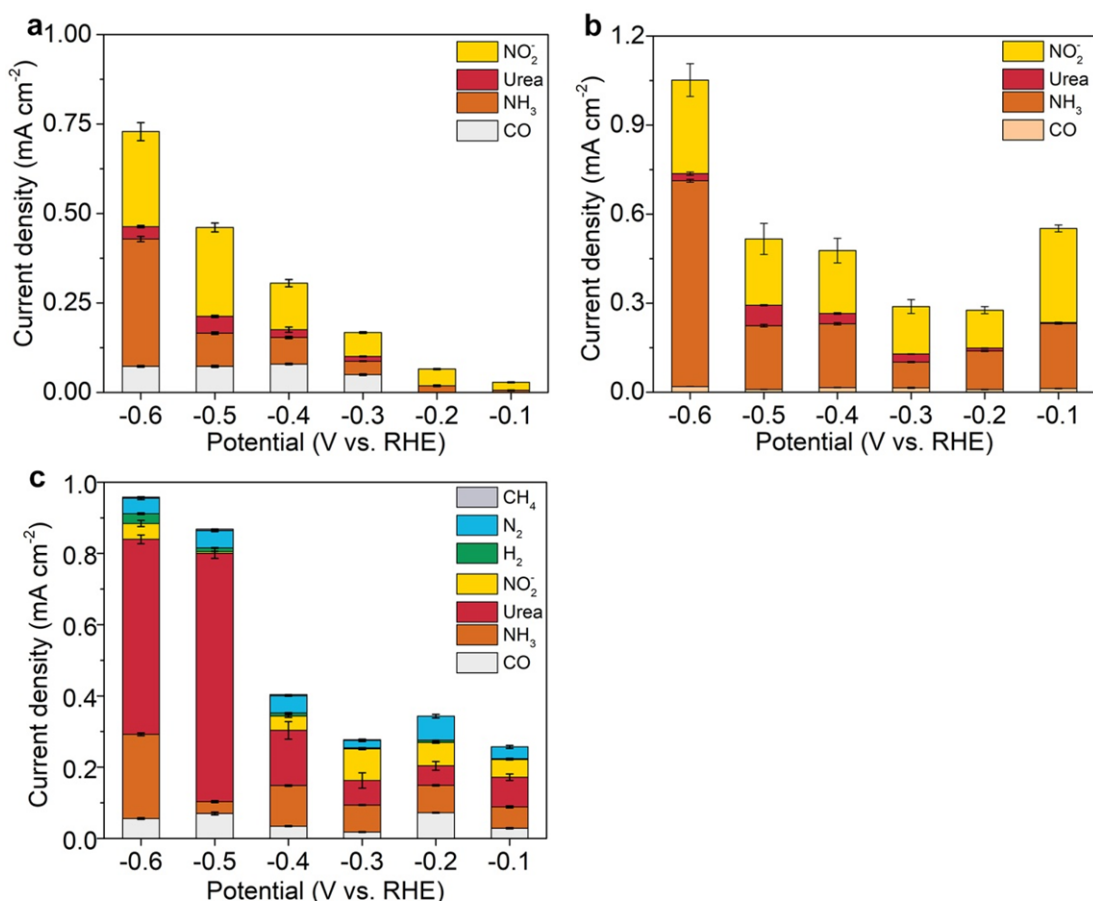 a
1.00
0.75
0.50
0.25
0.00
Current density (mA cm⁻²)
NO₂⁻
Urea
NH₃
CO
-0.6 -0.5 -0.4 -0.3 -0.2 -0.1
Potential (V vs. RHE)
b
1.2
0.9
0.6
0.3
0.0
Current density (mA cm⁻²)
NO₂⁻
Urea
NH₃
CO
-0.6 -0.5 -0.4 -0.3 -0.2 -0.1
Potential (V vs. RHE)
c
1.0
0.8
0.6
0.4
0.2
0.0
Current density (mA cm⁻²)
CH₄
N₂
H₂
NO₂⁻
Urea
NH₃
CO
-0.6 -0.5 -0.4 -0.3 -0.2 -0.1
Potential (V vs. RHE)